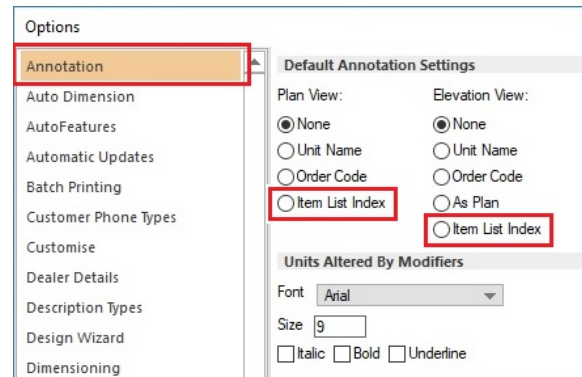 Options
Annotation
Auto Dimension
AutoFeatures
Automatic Updates
Batch Printing
Customer Phone Types
Customise
Dealer Details
Description Types
Design Wizard
Dimensioning
Default Annotation Settings
Plan View:
None
Unit Name
Order Code
Item List Index
Elevation View:
None
Unit Name
Order Code
As Plan
Item List Index
Units Altered By Modifiers
Font Arial
Size 9
Italic Bold Underline